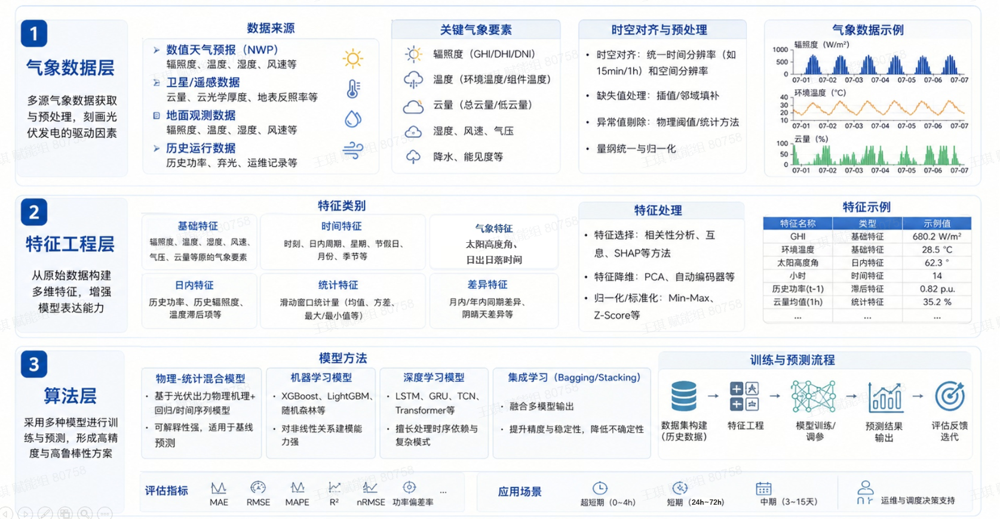 1
气象数据层
多源气象数据获取
与预处理，刻画光
伏发电的驱动因素
数据来源
数值天气预报（NWP）
辐照度、温度、湿度、风速等
卫星/遥感数据
云量、云光学厚度、地表反照率等
地面观测数据
辐照度、温度、湿度、风速等
历史运行数据
历史功率、弃光、运维记录等
关键气象要素
辐照度（GHI/DHI/DNI）
温度（环境温度/组件温度）
云量（总云量/低云量）
湿度、风速、气压
降水、能见度等
时空对齐与预处理
• 时空对齐：统一时间分辨率（如
15min/1h）和空间分辨率
• 缺失值处理：插值/邻域填补
• 异常值剔除：物理阈值/统计方法
• 量纲统一与归一化
气象数据示例
辐照度（W/m²）
1000
500
0
07-01 07-02 07-03 07-04 07-05 07-06 07-07
环境温度（°C）
40
30
20
10
07-01 07-02 07-03 07-04 07-05 07-06 07-07
云量（%）
100
50
0
07-01 07-02 07-03 07-04 07-05 07-06 07-07
2
特征工程层
从原始数据构建
多维特征，增强
模型表达能力
特征类别
基础特征
辐照度、温度、湿度、风速、
气压、云量等原的气象要素
时间特征
时刻、日内周期、星期、节假日、
月份、季节等
气象特征
太阳高度角、
日出日落时间
日内特征
历史功率、历史辐照度、
温度滞后项等
统计特征
滑动窗口统计量（均值、方差、
最大/最小值等）
差异特征
月内/年内同期差异、
阴晴天差异等
特征处理
• 特征选择：相关性分析、互
息、SHAP等方法
• 特征降维：PCA、自动编码器等
• 归一化/标准化：Min-Max、
Z-Score等
特征示例
特征名称 类型 示例值
GHI 基础特征 680.2 W/m²
环境温度 基础特征 28.5 °C
太阳高度角 日内特征 62.3 °
小时 时间特征 14
历史功率(t-1) 滞后特征 0.82 p.u.
云量均值(1h) 统计特征 35.2 %
... ... ...
3
算法层
采用多种模型进行训
练与预测，形成高精
度与高鲁棒性方案
模型方法
物理-统计混合模型
• 基于光伏出力物理机理+
回归/时间序列模型
• 可解释性强，适用于基线
预测
机器学习模型
• XGBoost、LightGBM、
随机森林等
• 对非线性关系建模能
力强
深度学习模型
• LSTM、GRU、TCN、
Transformer等
• 擅长处理时序依赖与
复杂模式
集成学习（Bagging/Stacking）
• 融合多模型输出
• 提升精度与稳定性，降低不确定性
训练与预测流程
数据集构建
（历史数据）
特征工程
模型训练/
调参
预测结果
输出
评估反馈
迭代
评估指标
MAE RMSE MAPE R² nRMSE 功率偏差率 ...
应用场景
超短期（0~4h）
短期（24h~72h）
中期（3~15天）
运维与调度决策支持
王琪 赋能组 80758